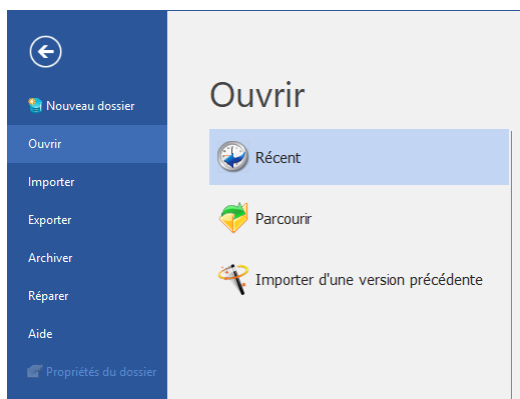 Nouveau dossier
Ouvrir
Importer
Exporter
Archiver
Réparer
Aide
Propriétés du dossier
Ouvrir
Récent
Parcourir
Importer d'une version précédente